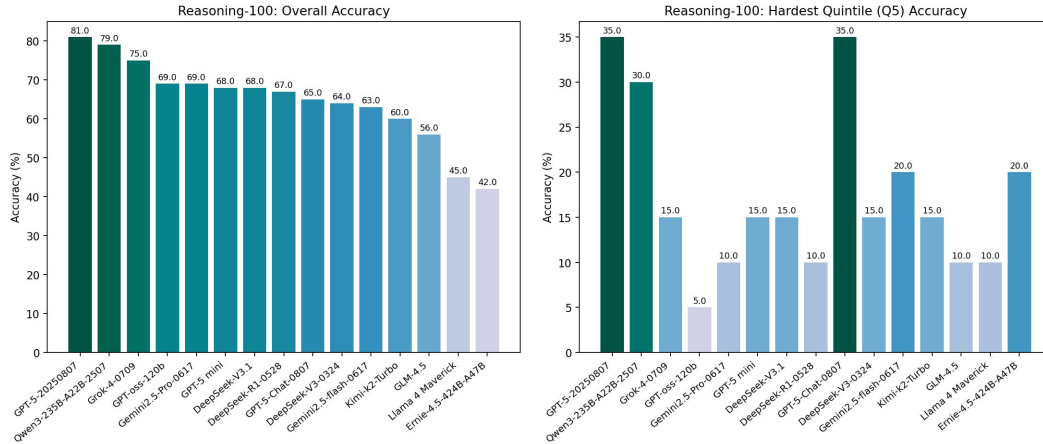 Reasoning-100: Overall Accuracy
Accuracy (%)
80
70
60
50
40
30
20
10
0
81.0
79.0
75.0
69.0
69.0
68.0
68.0
67.0
65.0
64.0
63.0
60.0
56.0
45.0
42.0
GPT-5-20250807
Qwen3-235B-A22B-2507
Grok-4-0709
GPT-oss-120b
Gemini2.5-Pro-0617
GPT-5 mini
DeepSeek-V3.1
DeepSeek-R1-0528
GPT-5-Chat-0807
DeepSeek-V3-0324
Gemini2.5-flash-0617
Kimi-k2-Turbo
GLM-4.5
Llama 4 Maverick
Ernie-4.5-424B-A47B
Reasoning-100: Hardest Quintile (Q5) Accuracy
Accuracy (%)
35
30
25
20
15
10
5
0
35.0
30.0
15.0
5.0
10.0
15.0
15.0
10.0
35.0
15.0
20.0
15.0
10.0
10.0
20.0
GPT-5-20250807
Qwen3-235B-A22B-2507
Grok-4-0709
GPT-oss-120b
Gemini2.5-Pro-0617
GPT-5 mini
DeepSeek-V3.1
DeepSeek-R1-0528
GPT-5-Chat-0807
DeepSeek-V3-0324
Gemini2.5-flash-0617
Kimi-k2-Turbo
GLM-4.5
Llama 4 Maverick
Ernie-4.5-424B-A47B